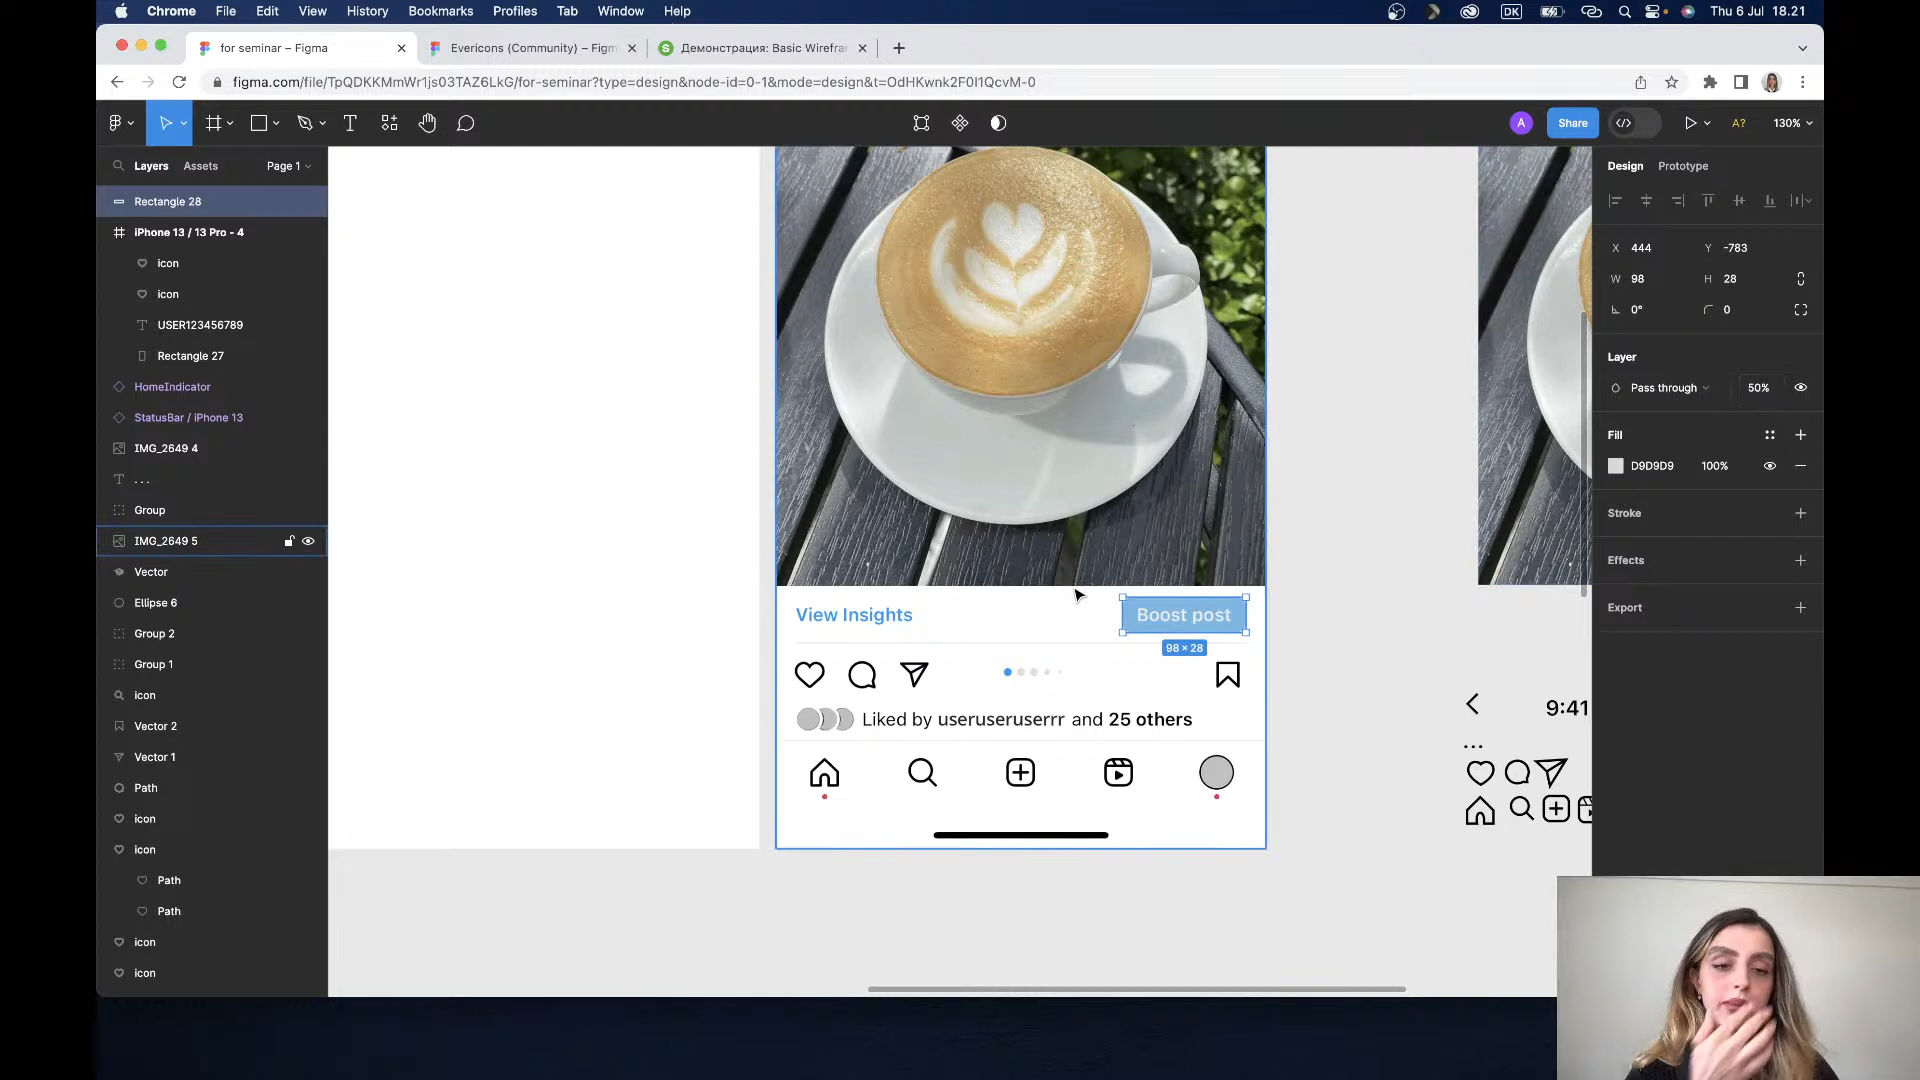 Chrome File Edit View History Bookmarks Profiles Tab Window Help DK Thu 6 Jul 18.21
for seminar – Figma Evericons (Community) – Figm Демонстрация: Basic Wirefra
figma.com/file/TpQDKKMmWr1js03TAZ6LkG/for-seminar?type=design&node-id=0-1&mode=design&t=OdHKwnk2F0I1QcvM-0
A Share A? 130%
Layers Assets Page 1
Rectangle 28
iPhone 13 / 13 Pro - 4
icon
icon
USER123456789
Rectangle 27
HomeIndicator
StatusBar / iPhone 13
IMG_2649 4
. . .
Group
IMG_2649 5
Vector
Ellipse 6
Group 2
Group 1
icon
Vector 2
Vector 1
Path
icon
icon
Path
Path
icon
icon
View Insights Boost post
98 × 28
Liked by useruseruserrr and 25 others
9:41
...
Design Prototype
X 444 Y -783
W 98 H 28
0° 0
Layer
Pass through 50%
Fill
D9D9D9 100%
Stroke
Effects
Export